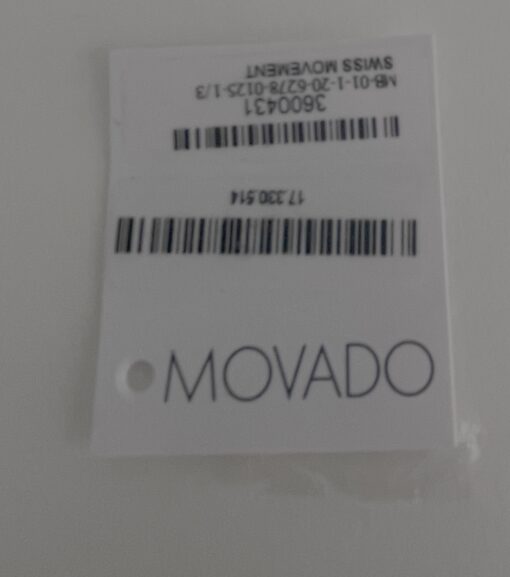 SWISS MOVEMENT
MB-01-1-20-6278-0125-1/3
3600431
17.330.514
MOVADO